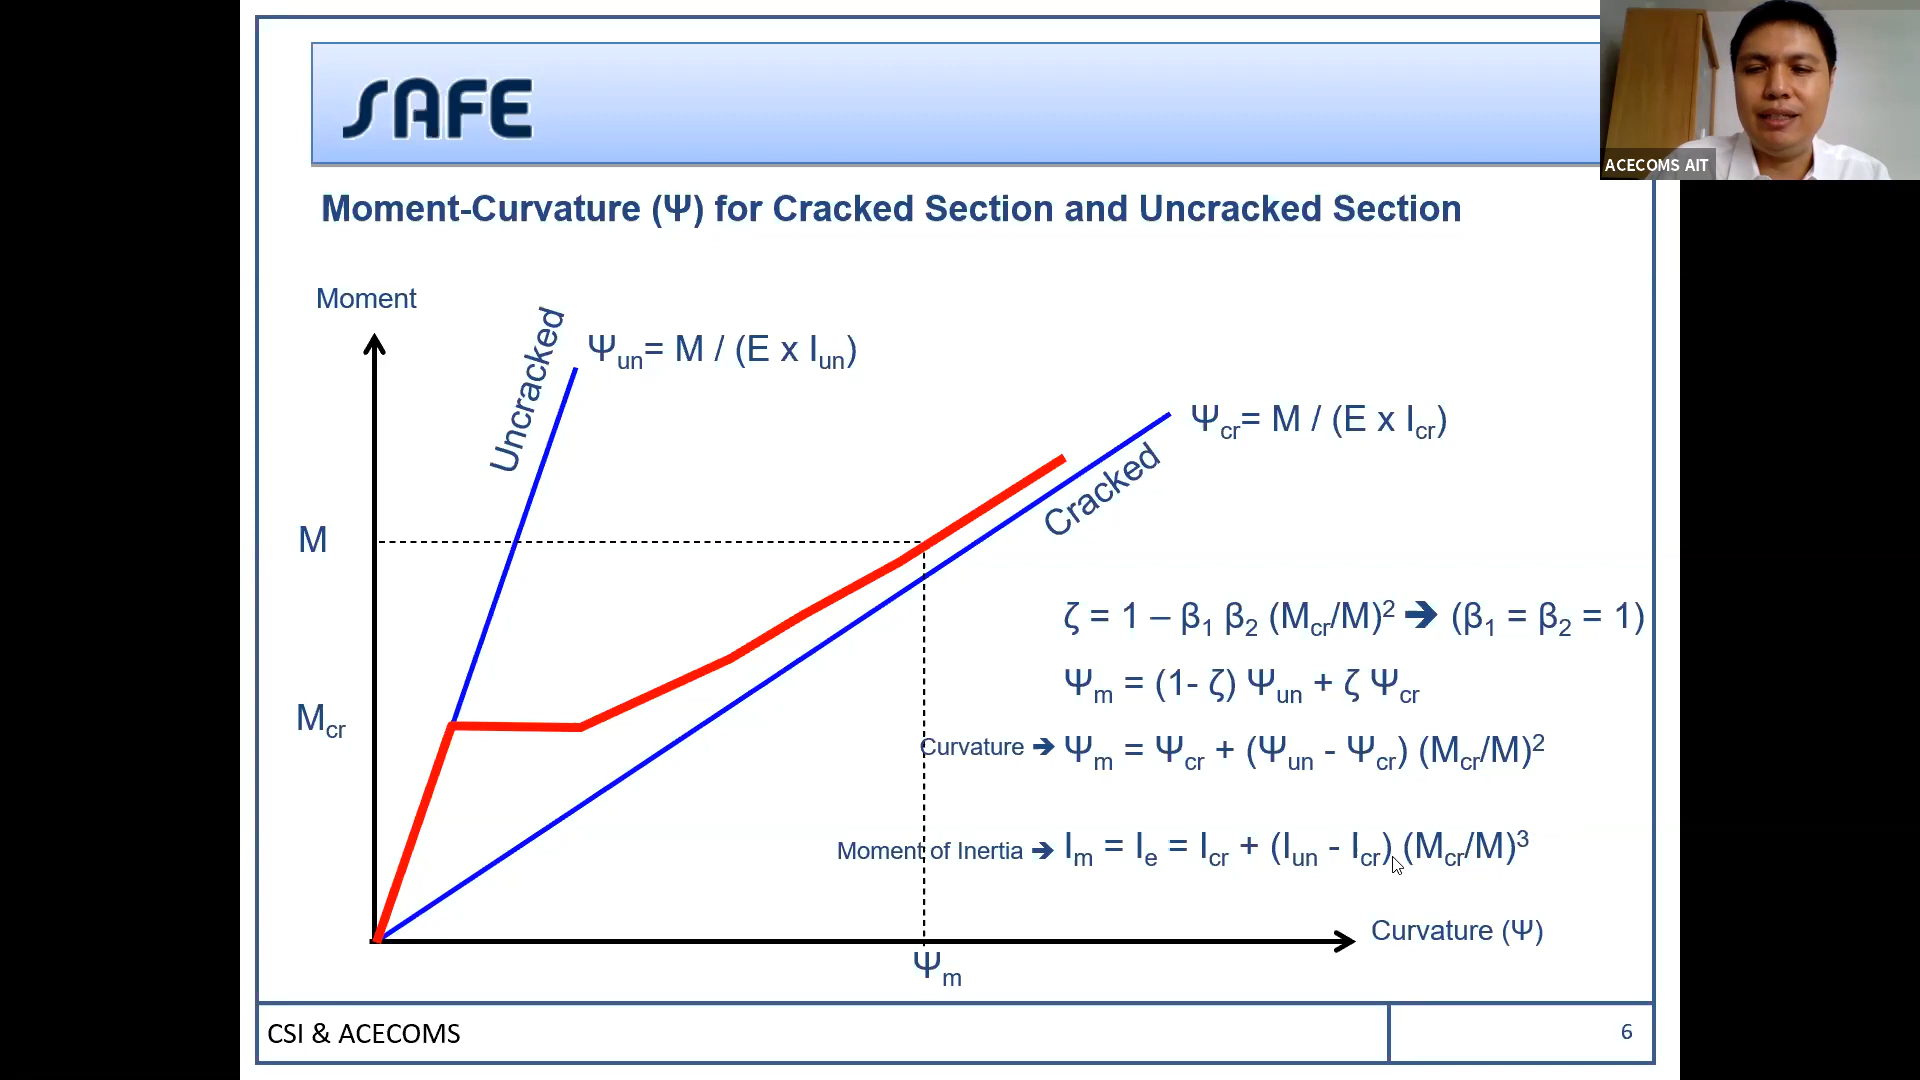 SAFE
ACECOMS AIT
Moment-Curvature (Ψ) for Cracked Section and Uncracked Section
Moment
Uncracked
Ψun= M / (E x Iun)
Ψcr= M / (E x Icr)
Cracked
M
ζ = 1 – β1 β2 (Mcr/M)2 ➔ (β1 = β2 = 1)
Ψm = (1- ζ) Ψun + ζ Ψcr
Mcr
Curvature ➔ Ψm = Ψcr + (Ψun - Ψcr) (Mcr/M)2
Moment of Inertia ➔ Im = Ie = Icr + (Iun - Icr) (Mcr/M)3
Curvature (Ψ)
Ψm
CSI & ACECOMS
6